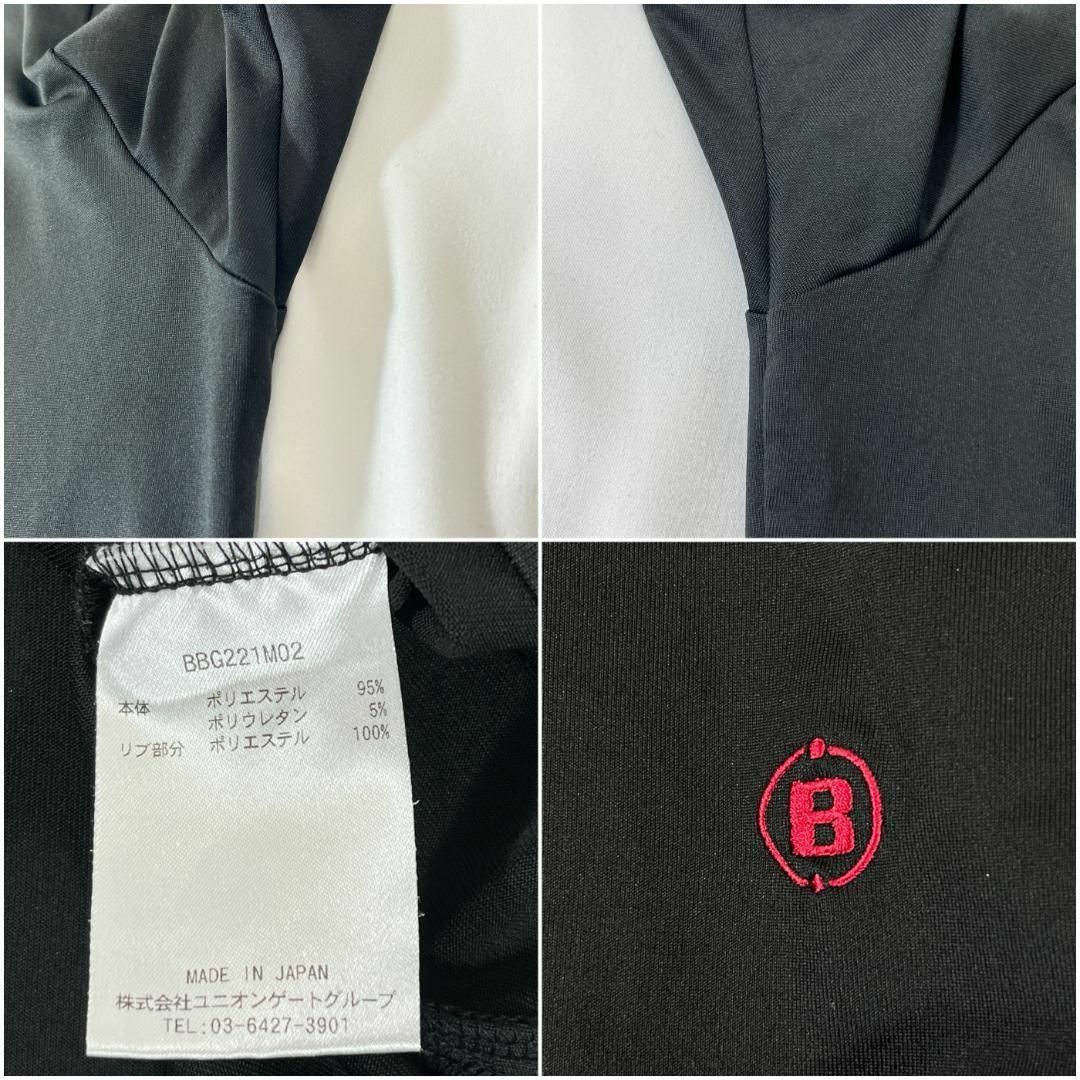 BBG221M02
本体 ポリエステル 95%
ポリウレタン 5%
リブ部分 ポリエステル 100%
MADE IN JAPAN
株式会社ユニオンゲートグループ
TEL:03-6427-3901
B